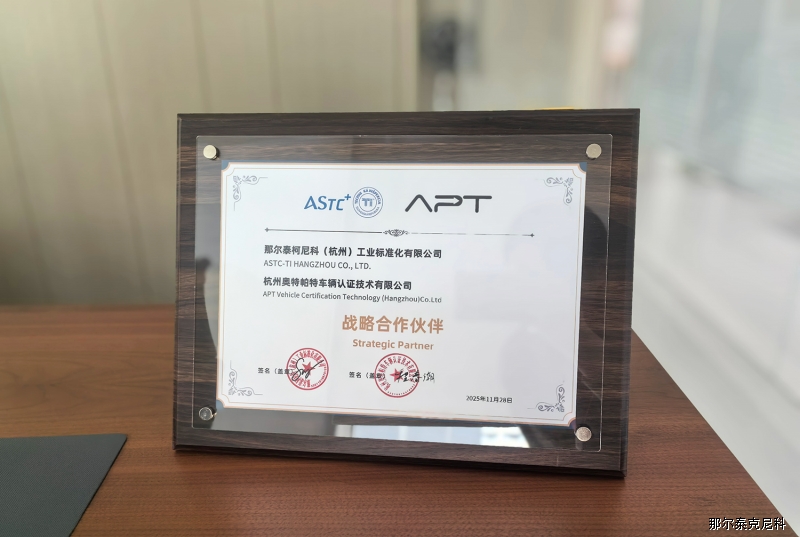 ASTC+ TI APT
那尔泰柯尼科（杭州）工业标准化有限公司
ASTC-TI HANGZHOU CO., LTD.
杭州奥特帕特车辆认证技术有限公司
APT Vehicle Certification Technology (Hangzhou)Co.Ltd
战略合作伙伴
Strategic Partner
签名（盖 签名（盖
2025年11月28日
那尔泰克尼科